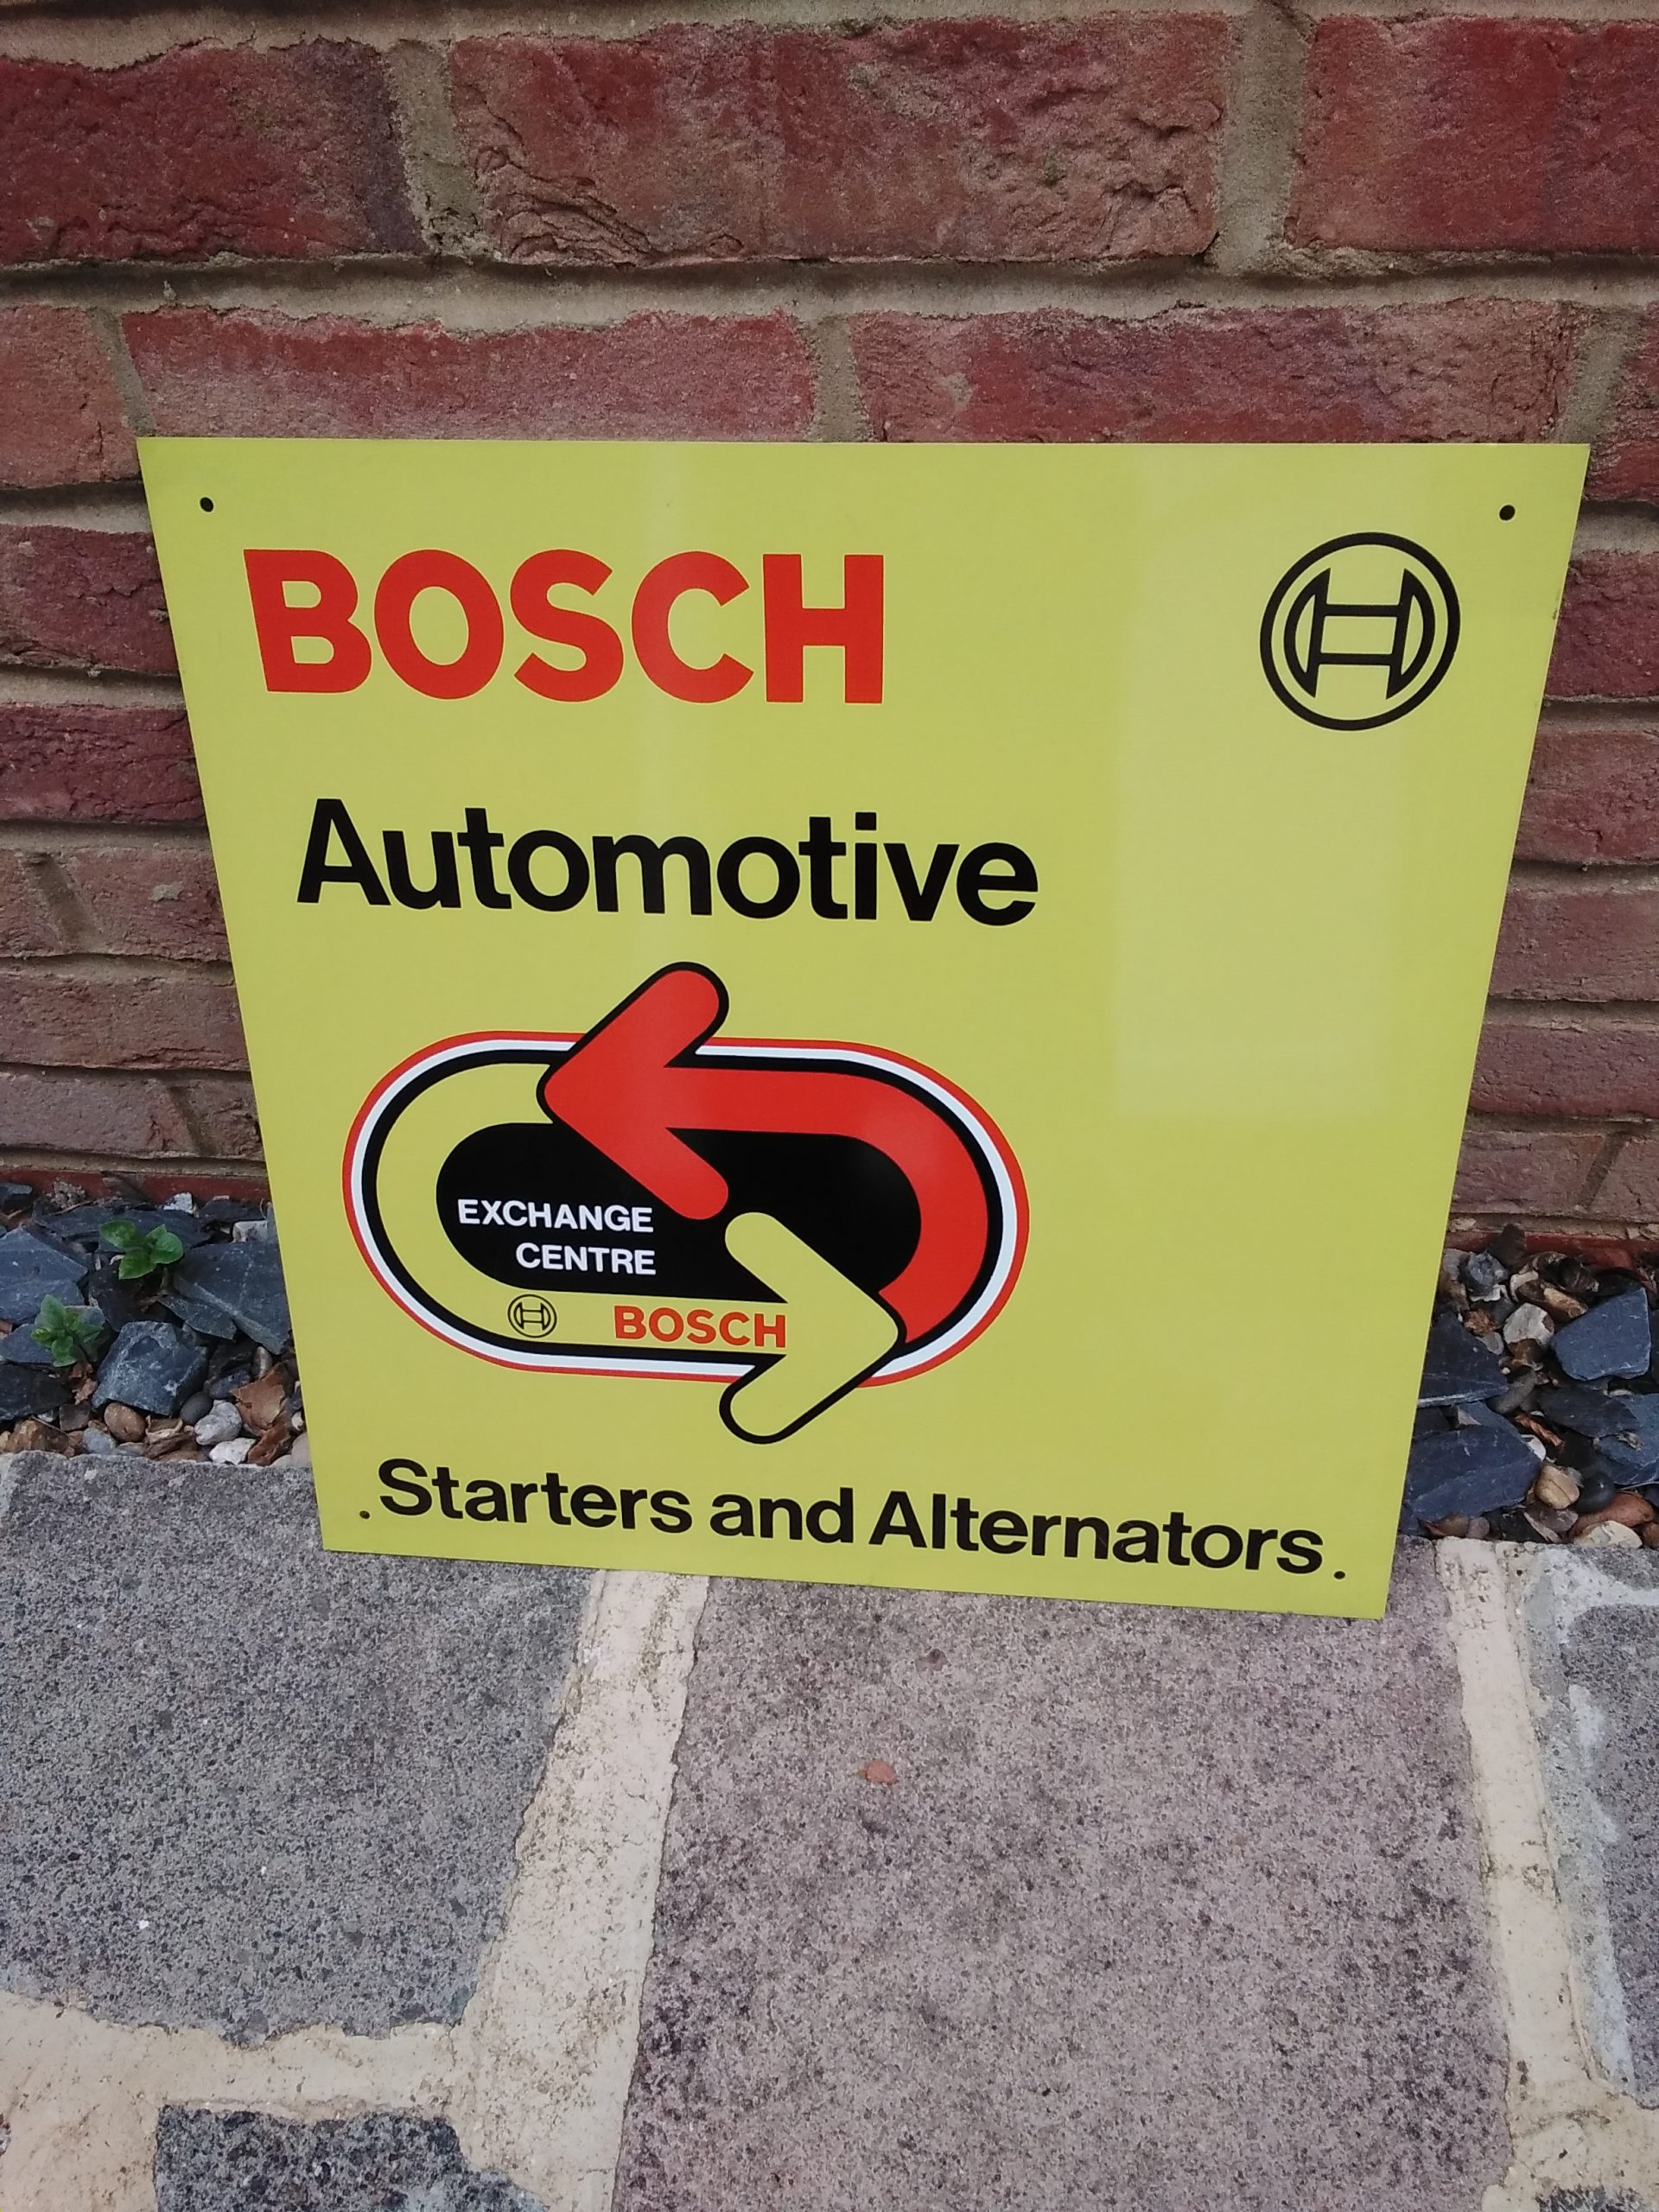 BOSCH
Automotive
EXCHANGE
CENTRE
BOSCH
Starters and Alternators